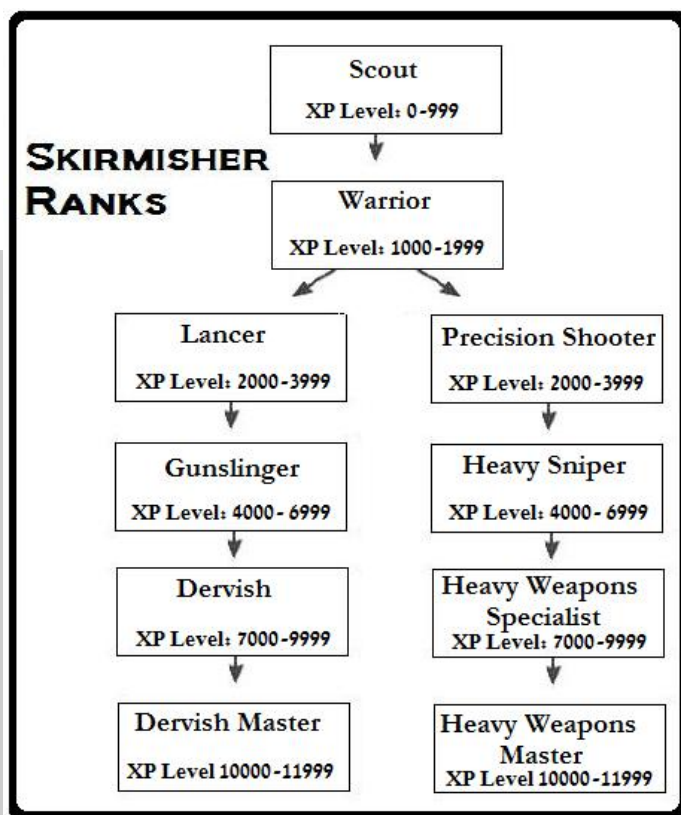 Scout
XP Level: 0-999
SKIRMISHER
RANKS
Warrior
XP Level: 1000-1999
Lancer
XP Level: 2000-3999
Precision Shooter
XP Level: 2000-3999
Gunslinger
XP Level: 4000- 6999
Heavy Sniper
XP Level: 4000- 6999
Dervish
XP Level: 7000-9999
Heavy Weapons
Specialist
XP Level: 7000-9999
Dervish Master
XP Level 10000-11999
Heavy Weapons
Master
XP Level 10000-11999